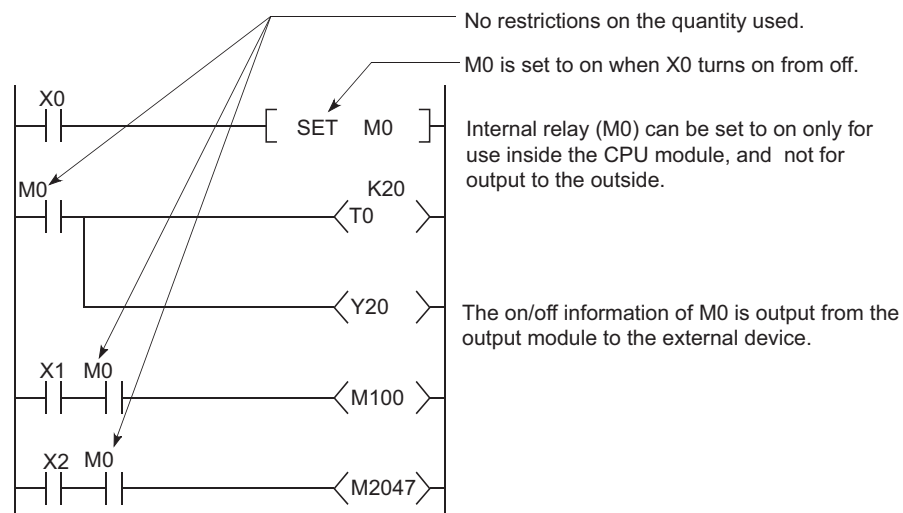 No restrictions on the quantity used.
M0 is set to on when X0 turns on from off.
X0
SET M0
Internal relay (M0) can be set to on only for
use inside the CPU module, and not for
output to the outside.
M0
K20
T0
Y20
The on/off information of M0 is output from the
output module to the external device.
X1 M0
M100
X2 M0
M2047